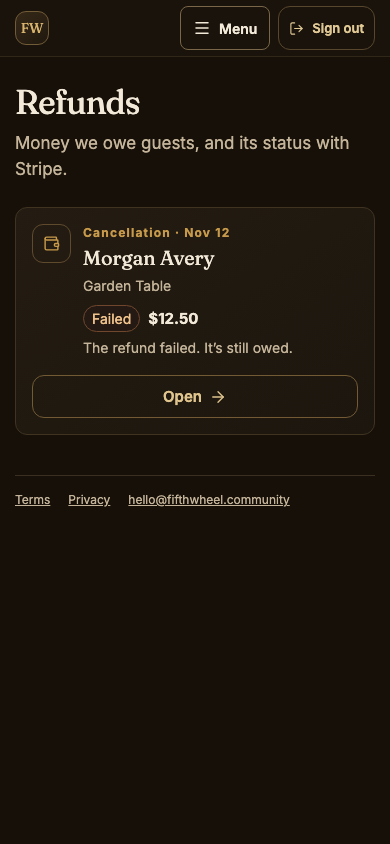 FW
Menu
Sign out
Refunds
Money we owe guests, and its status with
Stripe.
Cancellation · Nov 12
Morgan Avery
Garden Table
Failed $12.50
The refund failed. It’s still owed.
Open
Terms Privacy hello@fifthwheel.community